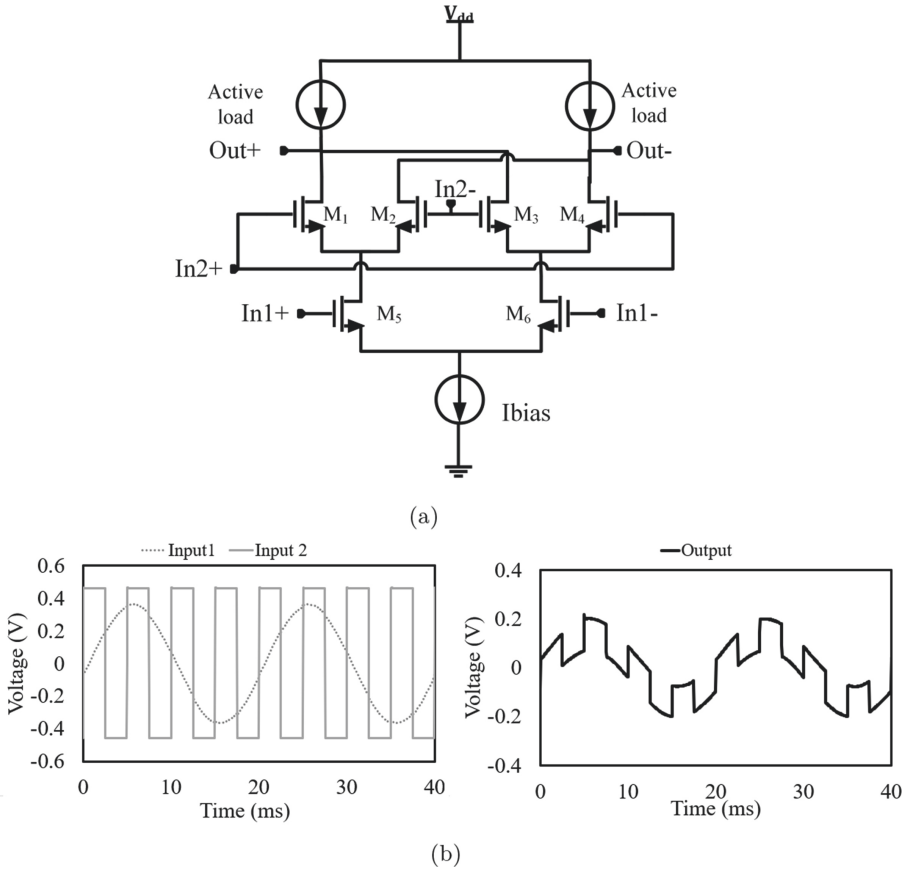 Vdd
Active load
Active load
Out+
Out-
In2-
M1
M2
M3
M4
In2+
In1+
M5
M6
In1-
Ibias
(a)
Input1
Input 2
Voltage (V)
0.6
0.4
0.2
0
-0.2
-0.4
-0.6
0
10
20
30
40
Time (ms)
Output
Voltage (V)
0.4
0.2
0
-0.2
-0.4
0
10
20
30
40
Time (ms)
(b)